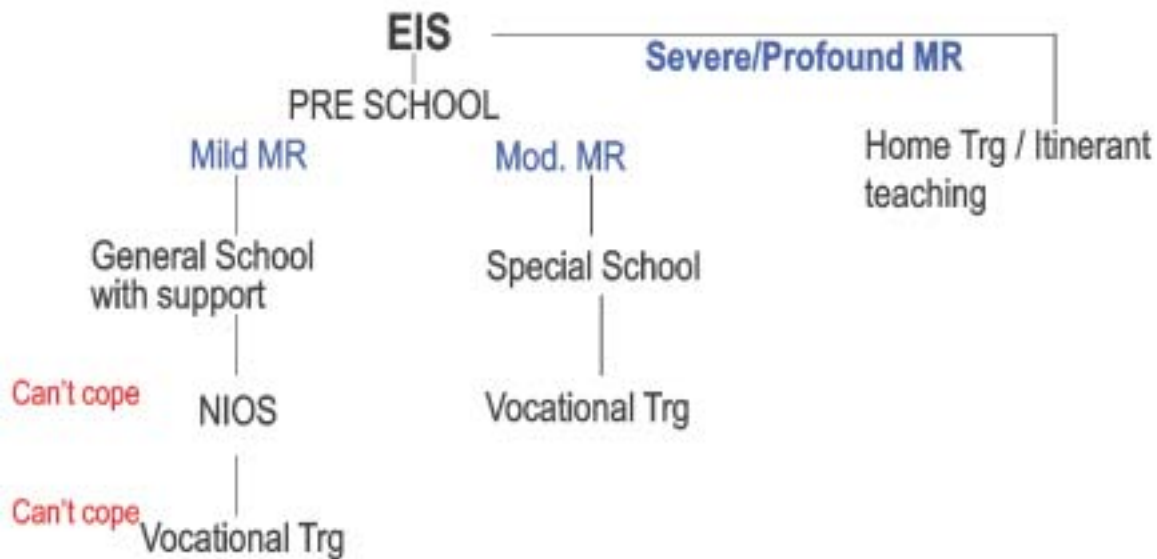 EIS
Severe/Profound MR
PRE SCHOOL
Mild MR
Mod. MR
Home Trg / Itinerant
teaching
General School
with support
Special School
Can't cope
NIOS
Vocational Trg
Can't cope
Vocational Trg